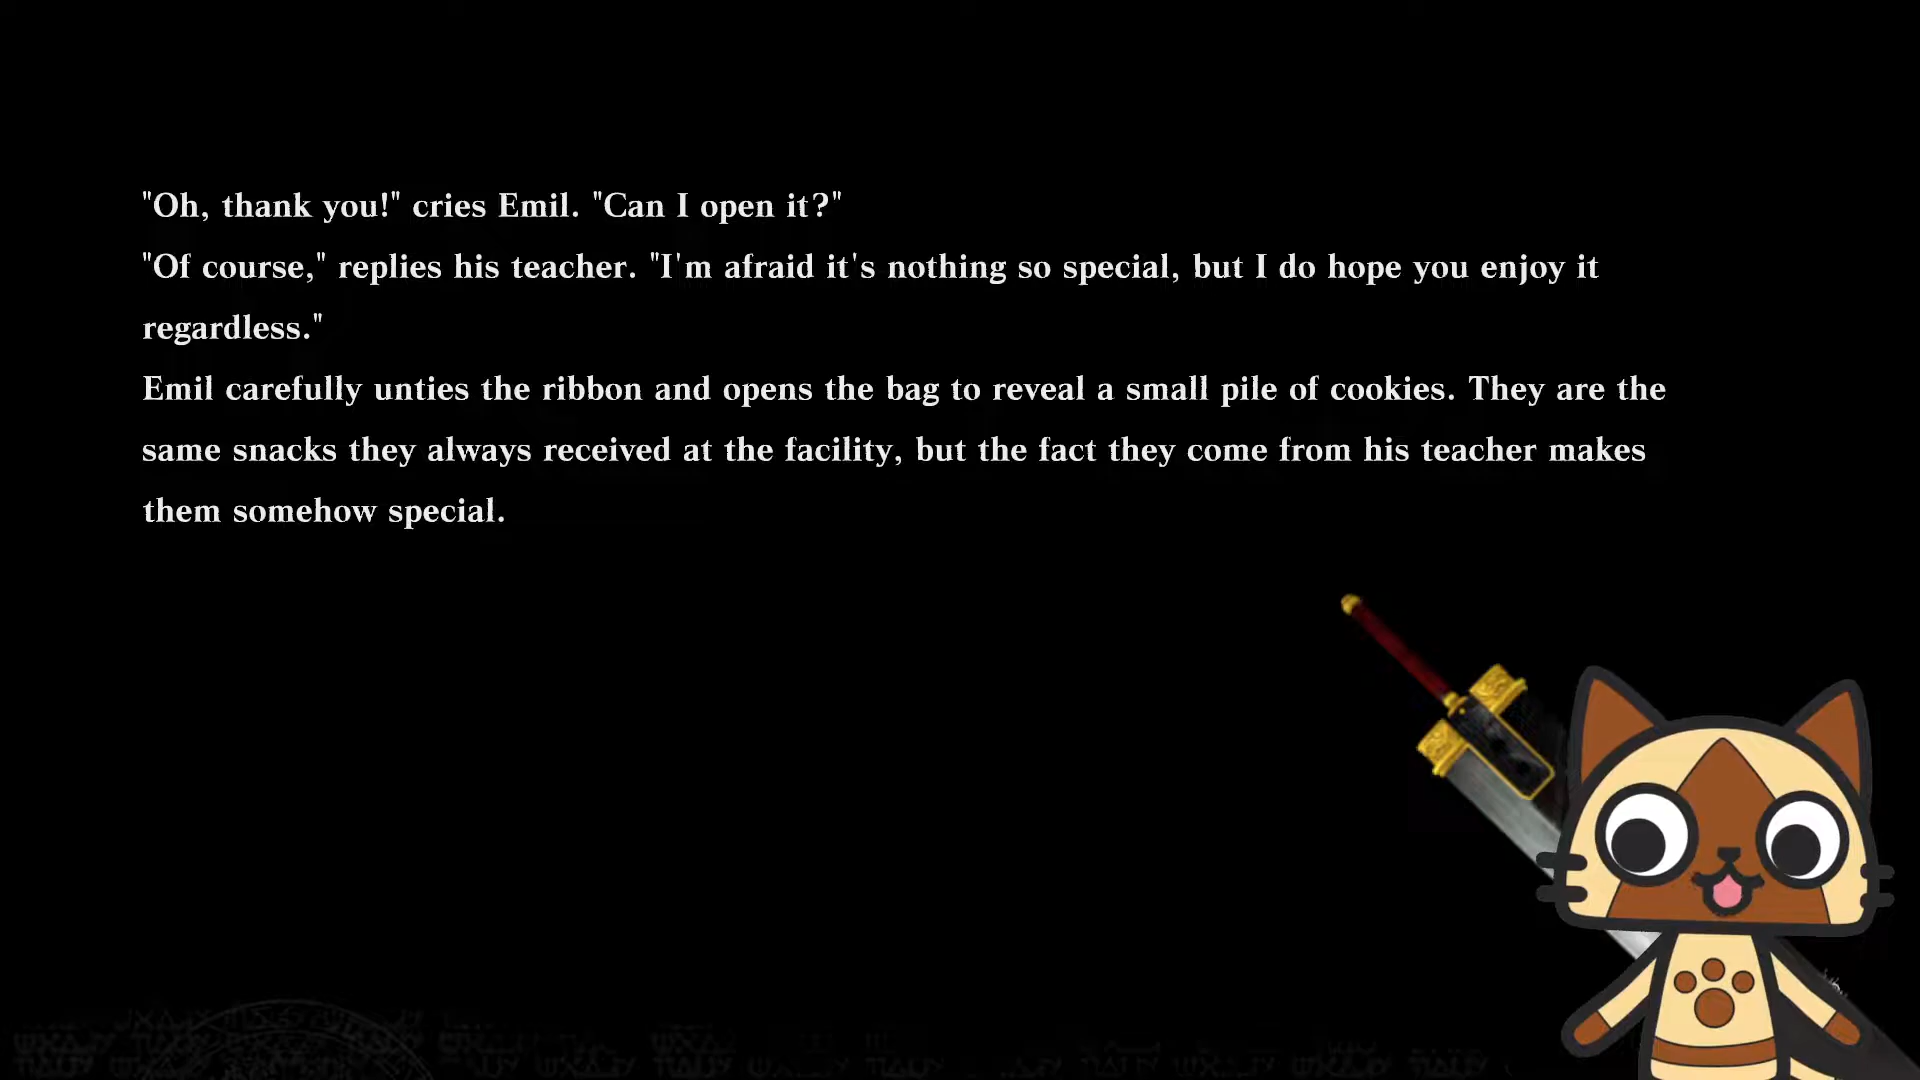 "Oh, thank you!" cries Emil. "Can I open it?"
"Of course," replies his teacher. "I'm afraid it's nothing so special, but I do hope you enjoy it
regardless."
Emil carefully unties the ribbon and opens the bag to reveal a small pile of cookies. They are the
same snacks they always received at the facility, but the fact they come from his teacher makes
them somehow special.